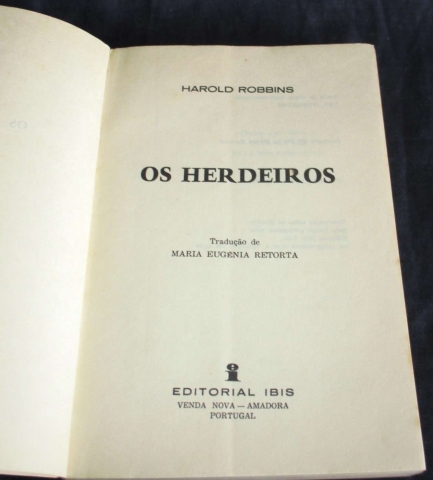 HAROLD ROBBINS
OS HERDEIROS
Tradução de
MARIA EUGÉNIA RETORTA
EDITORIAL IBIS
VENDA NOVA — AMADORA
PORTUGAL